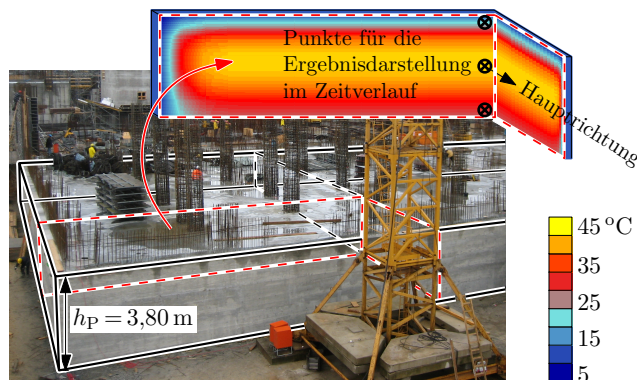 Punkte für die
Ergebnisdarstellung
im Zeitverlauf
Hauptrichtung
h_P = 3,80 m
45 °C
35
25
15
5